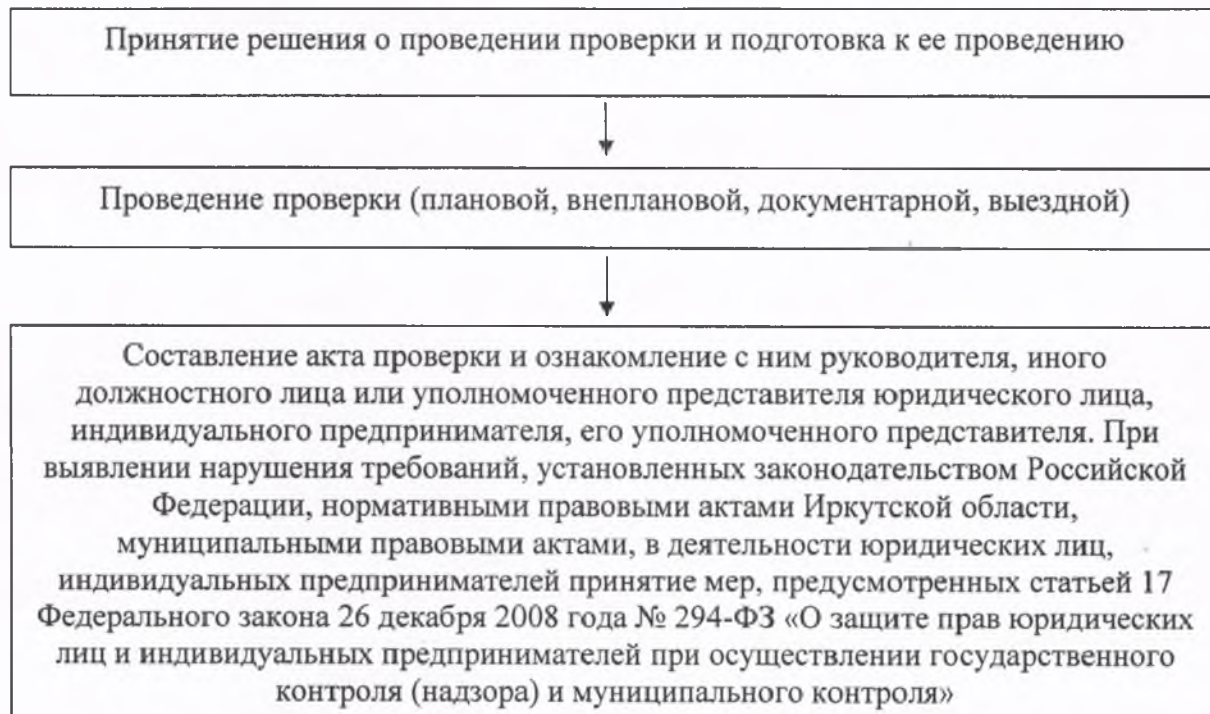 Принятие решения о проведении проверки и подготовка к ее проведению
Проведение проверки (плановой, внеплановой, документарной, выездной)
Составление акта проверки и ознакомление с ним руководителя, иного
должностного лица или уполномоченного представителя юридического лица,
индивидуального предпринимателя, его уполномоченного представителя. При
выявлении нарушения требований, установленных законодательством Российской
Федерации, нормативными правовыми актами Иркутской области,
муниципальными правовыми актами, в деятельности юридических лиц,
индивидуальных предпринимателей принятие мер, предусмотренных статьей 17
Федерального закона 26 декабря 2008 года № 294-ФЗ «О защите прав юридических
лиц и индивидуальных предпринимателей при осуществлении государственного
контроля (надзора) и муниципального контроля»